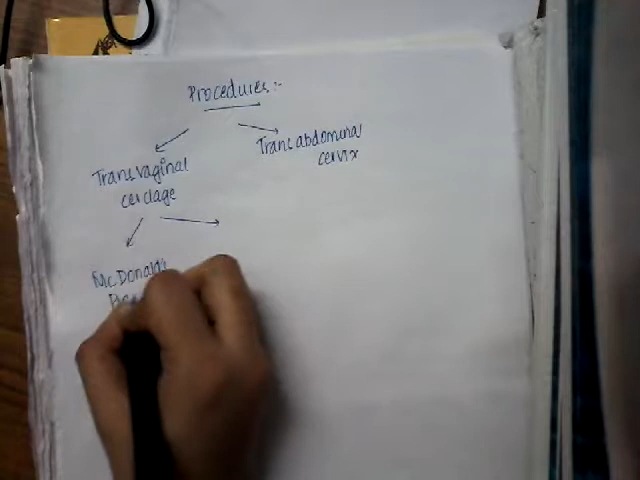 Procedures:-
Transvaginal
cerclage
Transabdominal
cervix
McDonald's